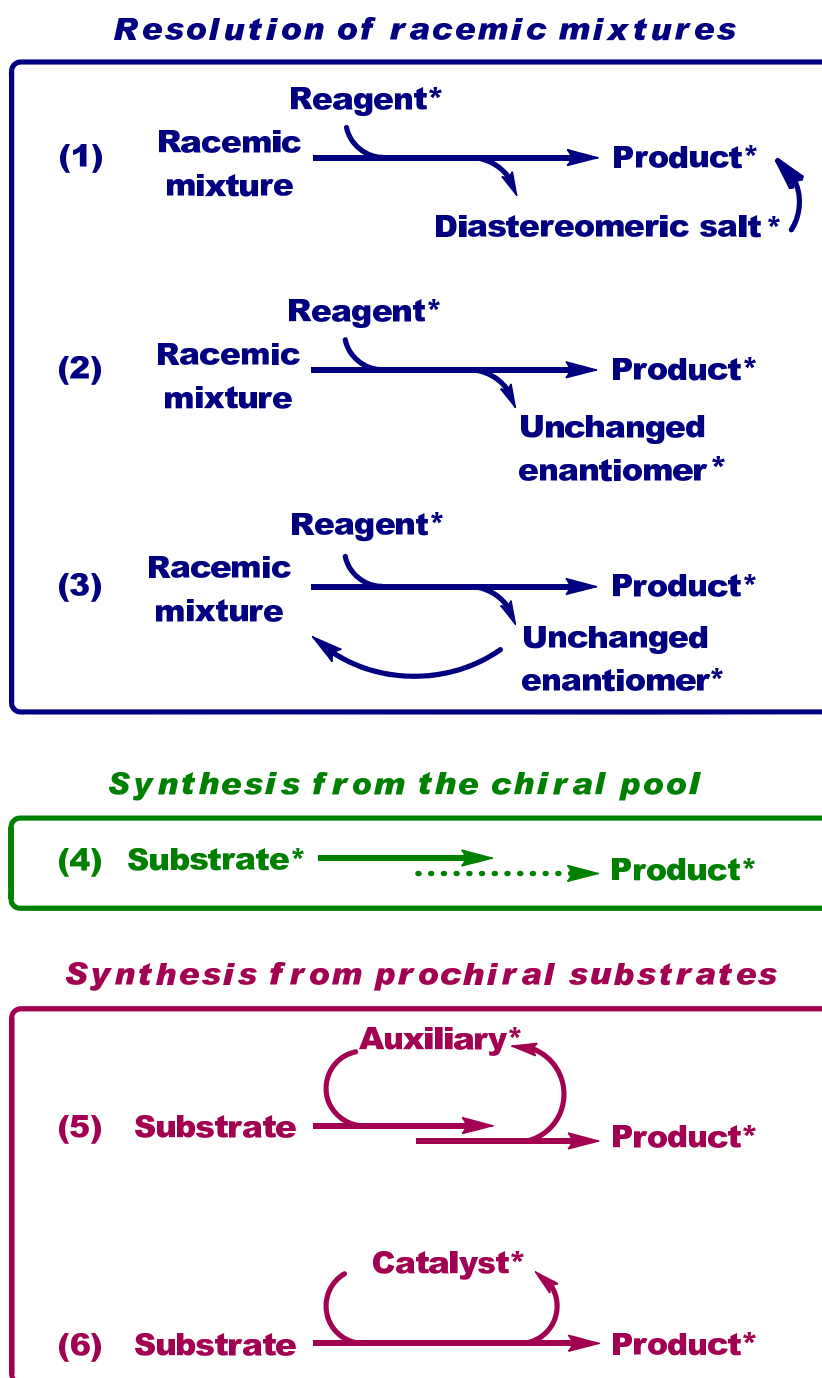 Resolution of racemic mixtures
Reagent*
(1) Racemic mixture Product*
Diastereomeric salt*
Reagent*
(2) Racemic mixture Product*
Unchanged
enantiomer*
Reagent*
(3) Racemic mixture Product*
Unchanged
enantiomer*
Synthesis from the chiral pool
(4) Substrate* Product*
Synthesis from prochiral substrates
Auxiliary*
(5) Substrate Product*
Catalyst*
(6) Substrate Product*